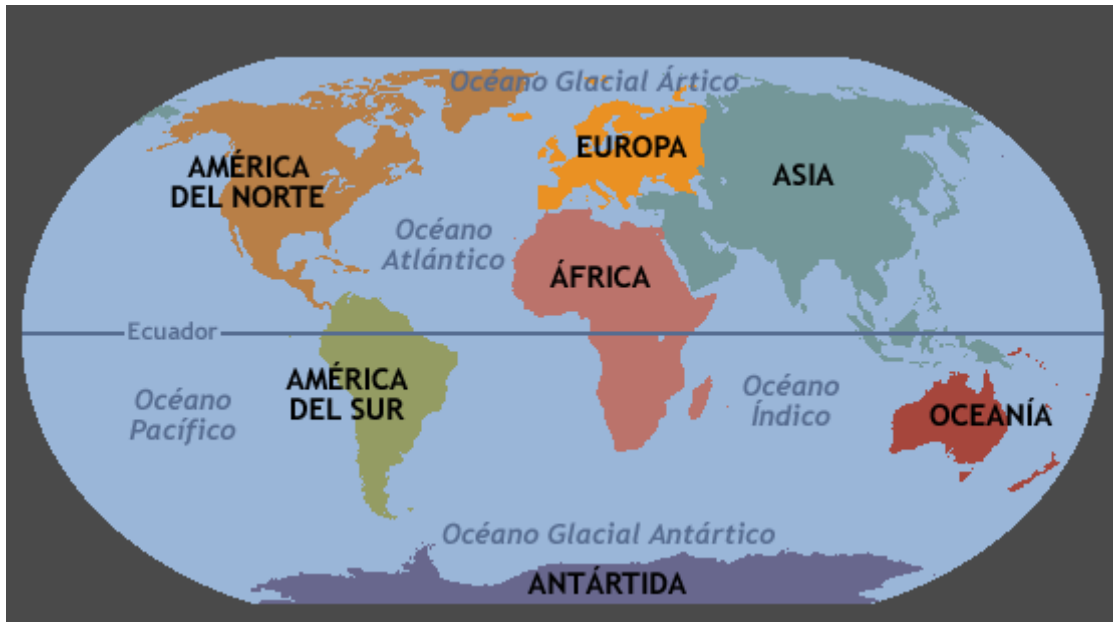 Océano Glacial Ártico
EUROPA
AMÉRICA
DEL NORTE
ASIA
Océano
Atlántico
ÁFRICA
Ecuador
AMÉRICA
DEL SUR
Océano
Pacífico
Océano
Índico
OCEANÍA
Océano Glacial Antártico
ANTÁRTIDA